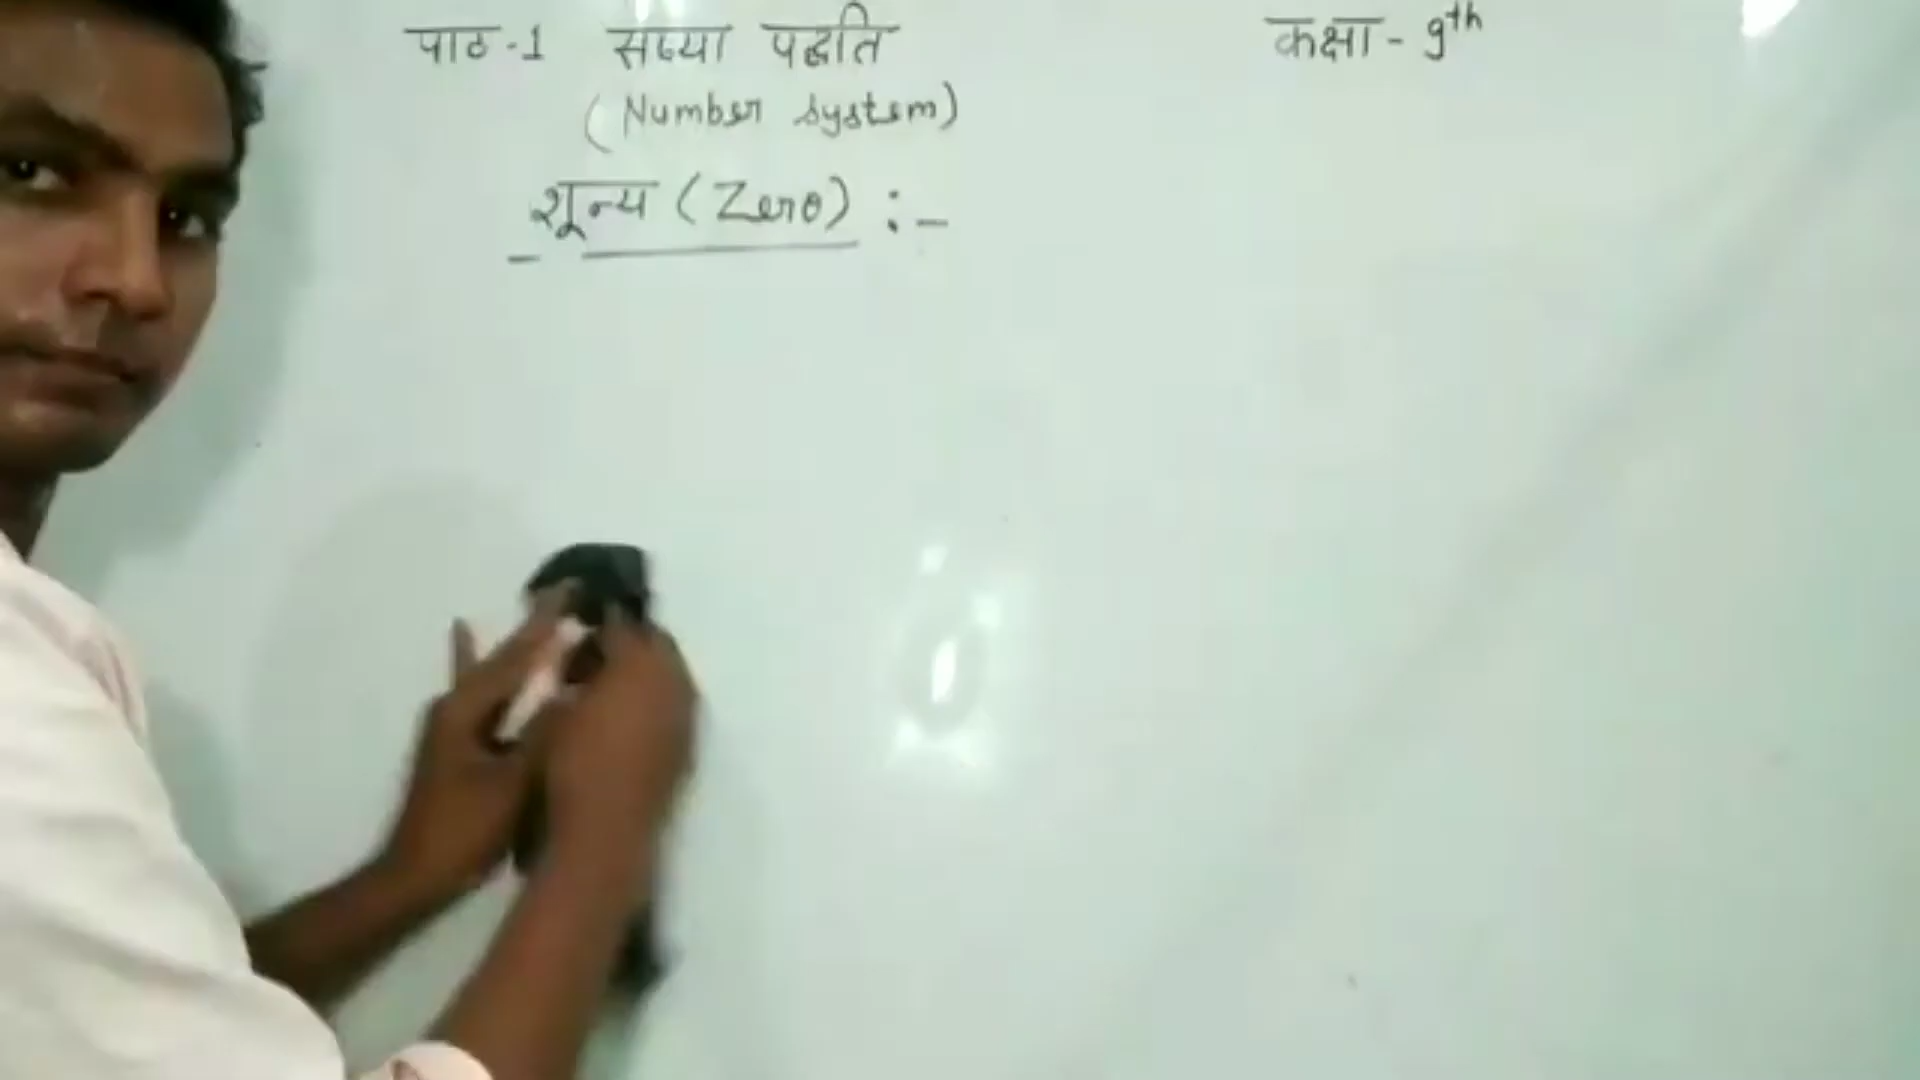 पाठ -1 संख्या पद्धति कक्षा - 9th
(Number system)
शून्य (Zero) :-